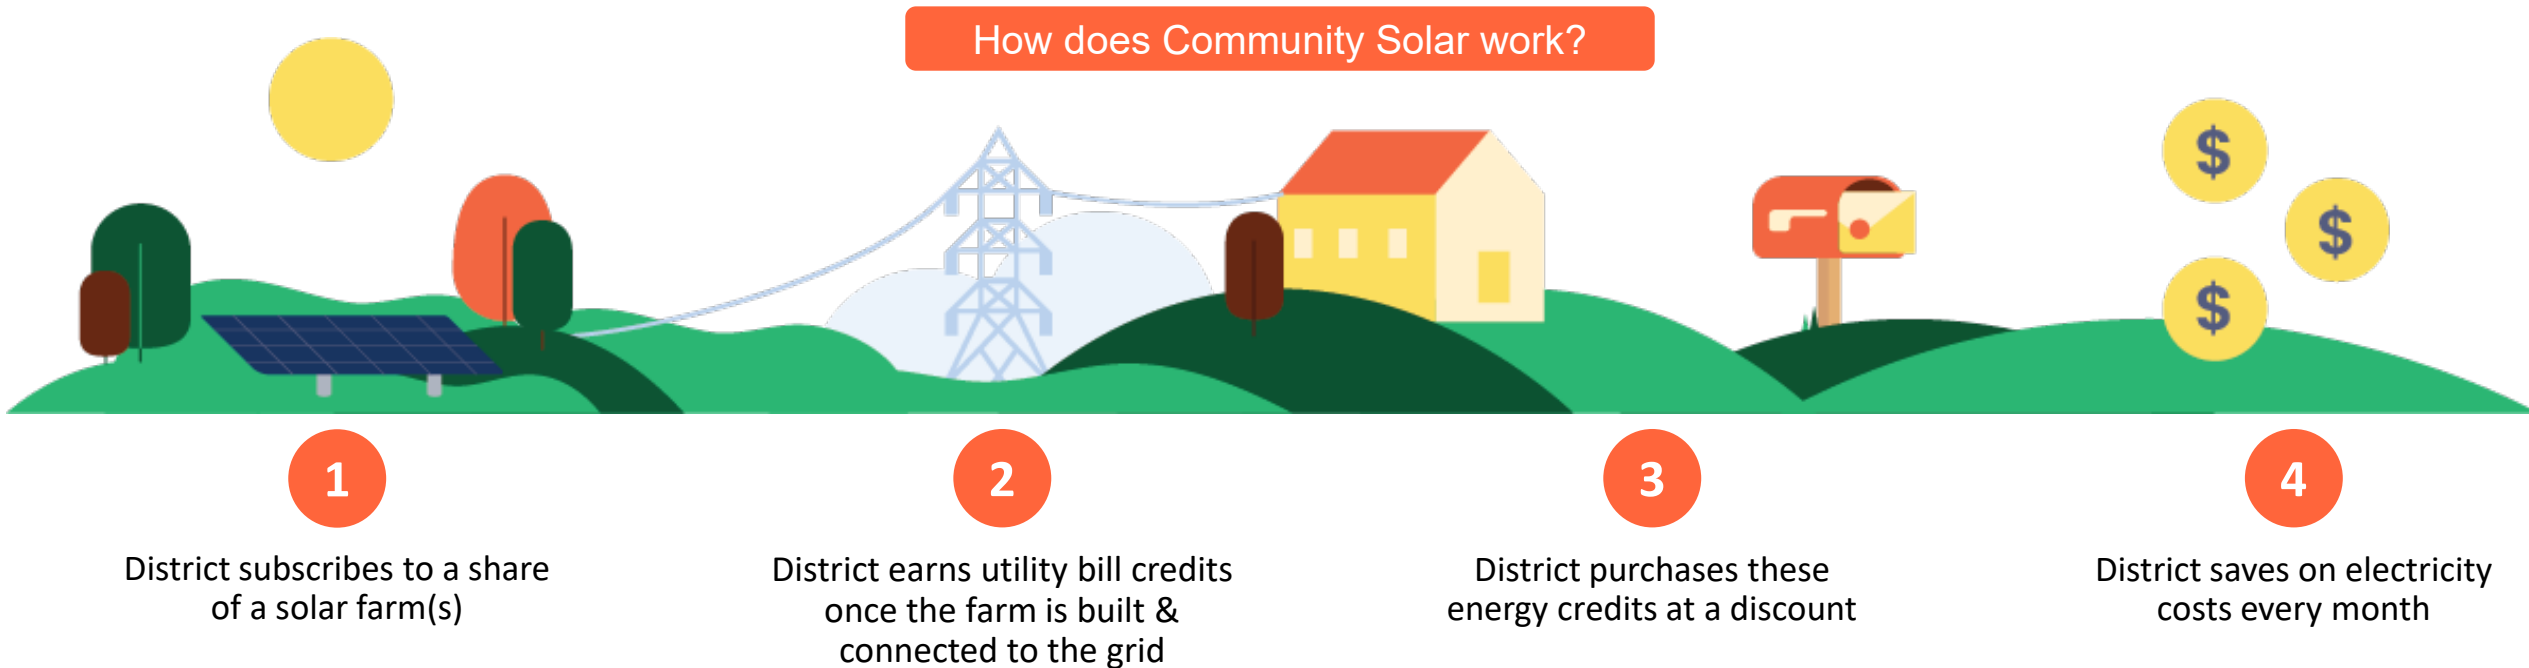 How does Community Solar work?
$
$
$
1
District subscribes to a share
of a solar farm(s)
2
District earns utility bill credits
once the farm is built &
connected to the grid
3
District purchases these
energy credits at a discount
4
District saves on electricity
costs every month